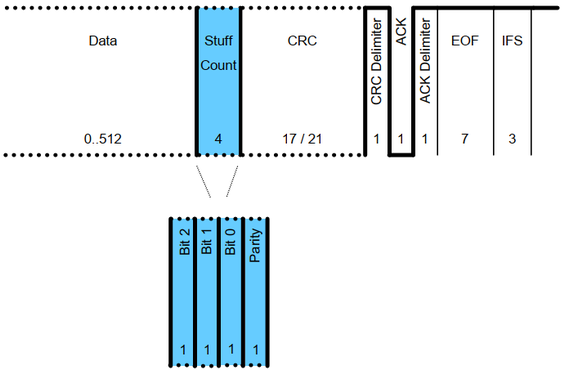 Data
Stuff
Count
CRC
CRC Delimiter
ACK
ACK Delimiter
EOF
IFS
0..512
4
17 / 21
1
1
1
7
3
Bit 2
Bit 1
Bit 0
Parity
1
1
1
1